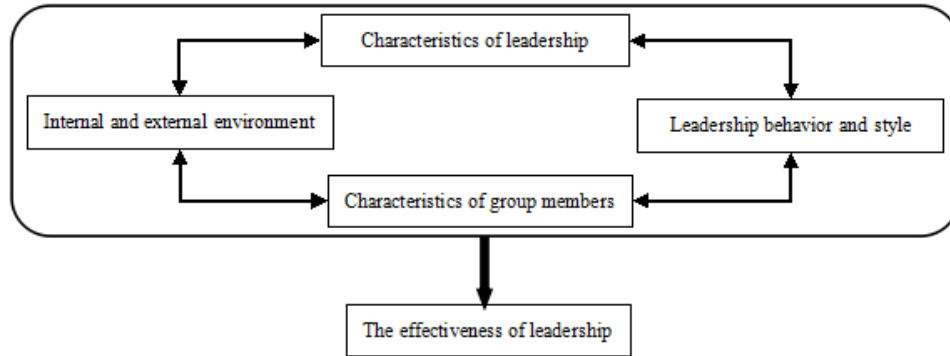 Characteristics of leadership
Internal and external environment
Leadership behavior and style
Characteristics of group members
The effectiveness of leadership